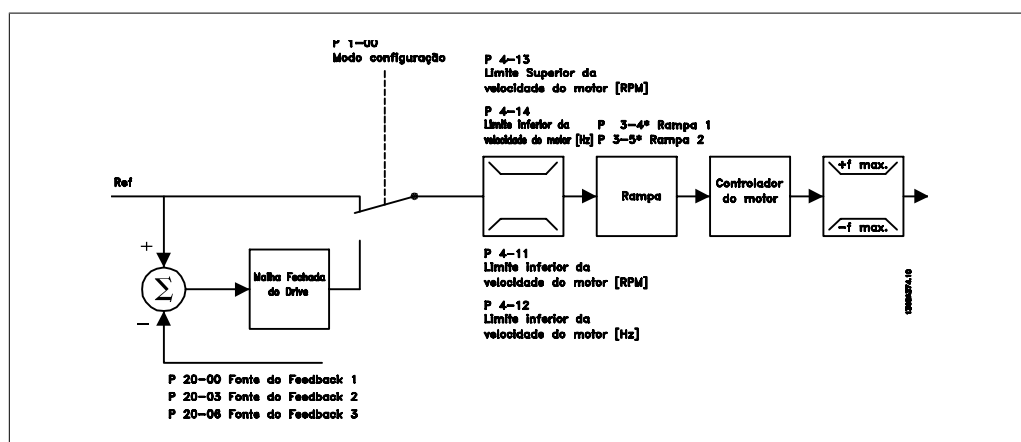 P 1-00
Modo configuração
P 4-13
Limite Superior da
velocidade do motor [RPM]
P 4-14
Limite inferior da
velocidade do motor [Hz]
P 3-4* Rampa 1
P 3-5* Rampa 2
Ref
+
Σ
−
Malha Fechada
do Drive
Rampa
Controlador
do motor
+f max.
−f max.
P 4-11
Limite inferior da
velocidade do motor [RPM]
P 4-12
Limite inferior da
velocidade do motor [Hz]
P 20-00 Fonte do Feedback 1
P 20-03 Fonte do Feedback 2
P 20-06 Fonte do Feedback 3